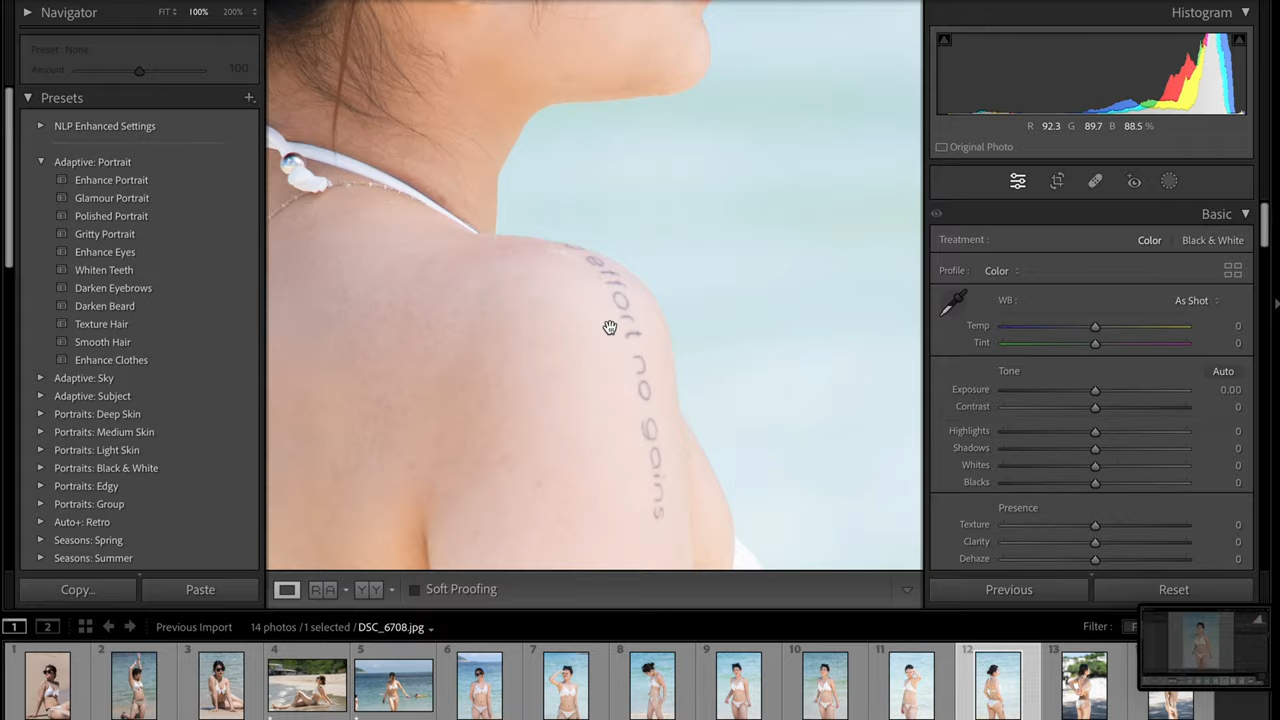 Navigator
FIT
100%
200%
Preset: None
Amount
100
Presets
NLP Enhanced Settings
Adaptive: Portrait
Enhance Portrait
Glamour Portrait
Polished Portrait
Gritty Portrait
Enhance Eyes
Whiten Teeth
Darken Eyebrows
Darken Beard
Texture Hair
Smooth Hair
Enhance Clothes
Adaptive: Sky
Adaptive: Subject
Portraits: Deep Skin
Portraits: Medium Skin
Portraits: Light Skin
Portraits: Black & White
Portraits: Edgy
Portraits: Group
Auto+: Retro
Seasons: Spring
Seasons: Summer
Copy...
Paste
effort no gains
Soft Proofing
Histogram
R 92.3 G 89.7 B 88.5 %
Original Photo
Basic
Treatment :
Color
Black & White
Profile :
Color
WB :
As Shot
Temp 0
Tint 0
Tone
Auto
Exposure 0.00
Contrast 0
Highlights 0
Shadows 0
Whites 0
Blacks 0
Presence
Texture 0
Clarity 0
Dehaze 0
Previous
Reset
1
2
Previous Import
14 photos /1 selected /DSC_6708.jpg
Filter :
1
2
3
4
5
6
7
8
9
10
11
12
13